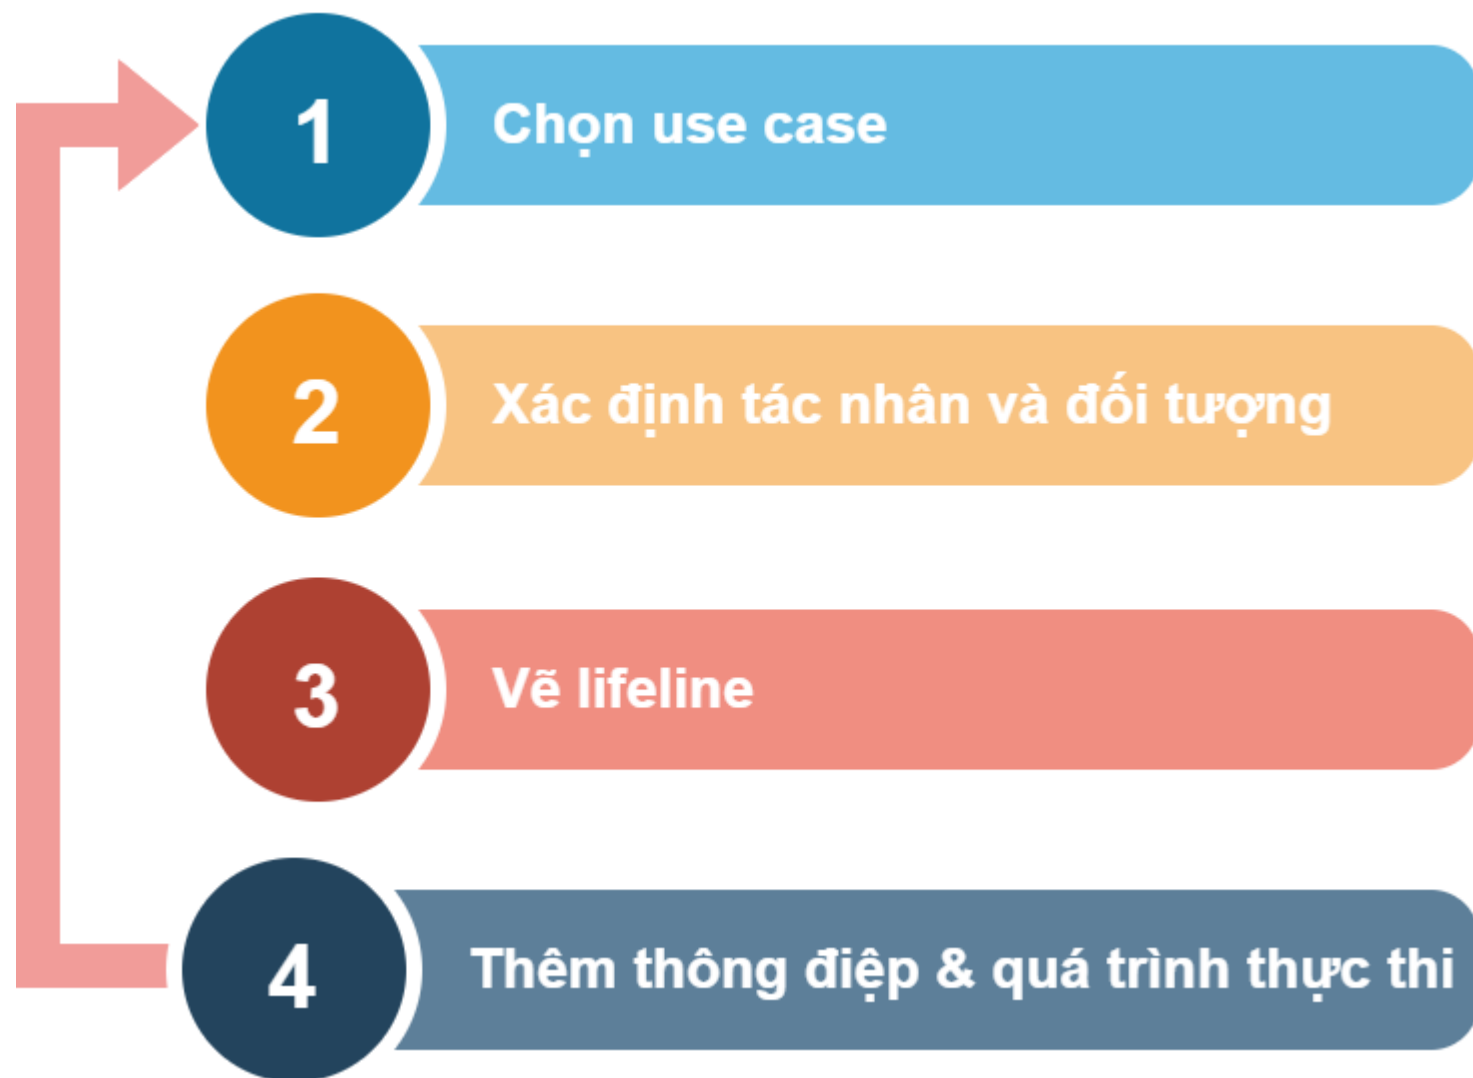 1
Chọn use case
2
Xác định tác nhân và đối tượng
3
Vẽ lifeline
4
Thêm thông điệp & quá trình thực thi